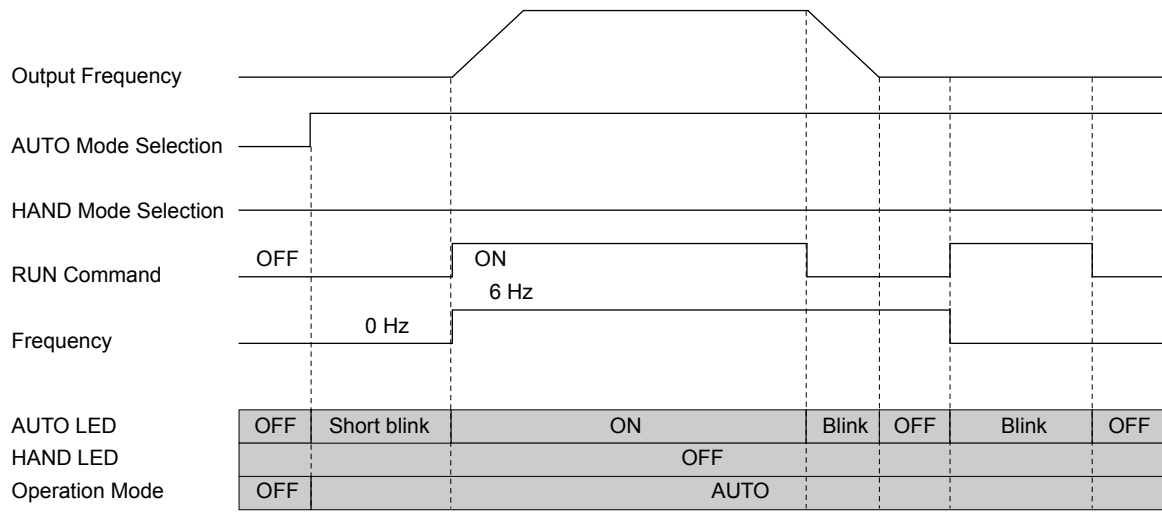 Output Frequency
AUTO Mode Selection
HAND Mode Selection
OFF ON
RUN Command
6 Hz
0 Hz
Frequency
AUTO LED OFF Short blink ON Blink OFF Blink OFF
HAND LED OFF
Operation Mode OFF AUTO